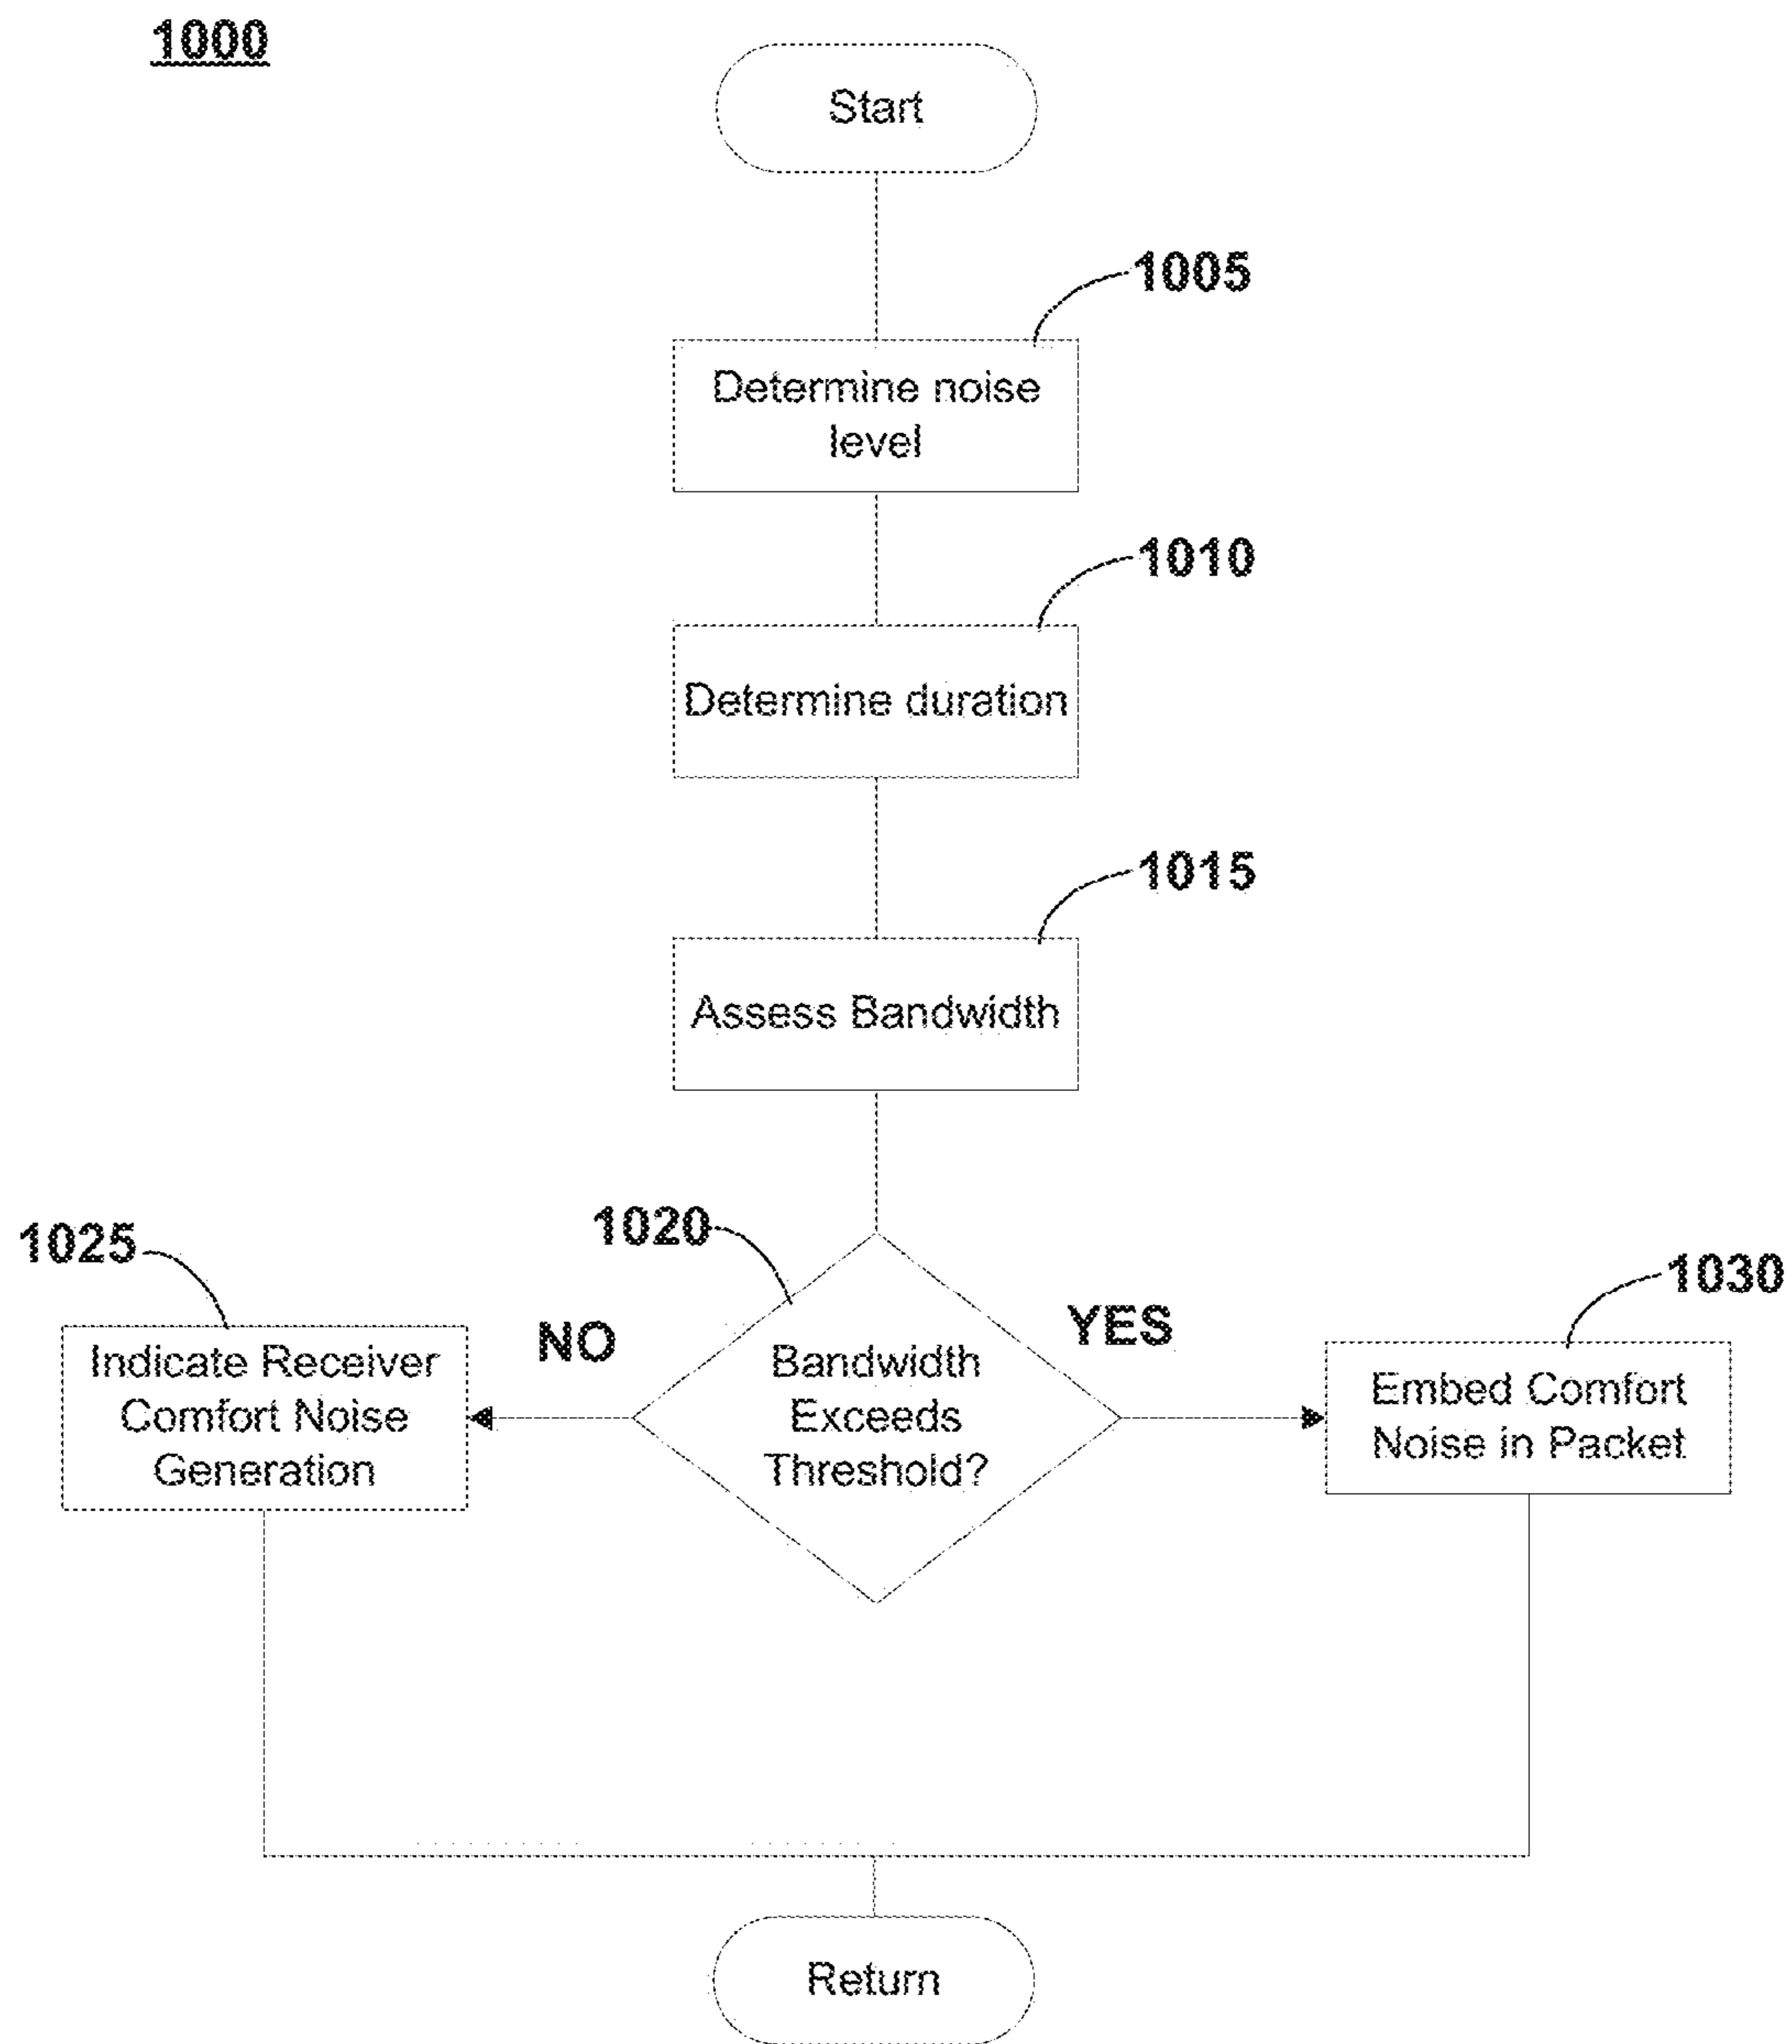 1000
Start
1005
Determine noise
level
1010
Determine duration
1015
Assess Bandwidth
1020
1025
1030
NO
YES
Indicate Receiver
Comfort Noise
Generation
Bandwidth
Exceeds
Threshold?
Embed Comfort
Noise in Packet
Return